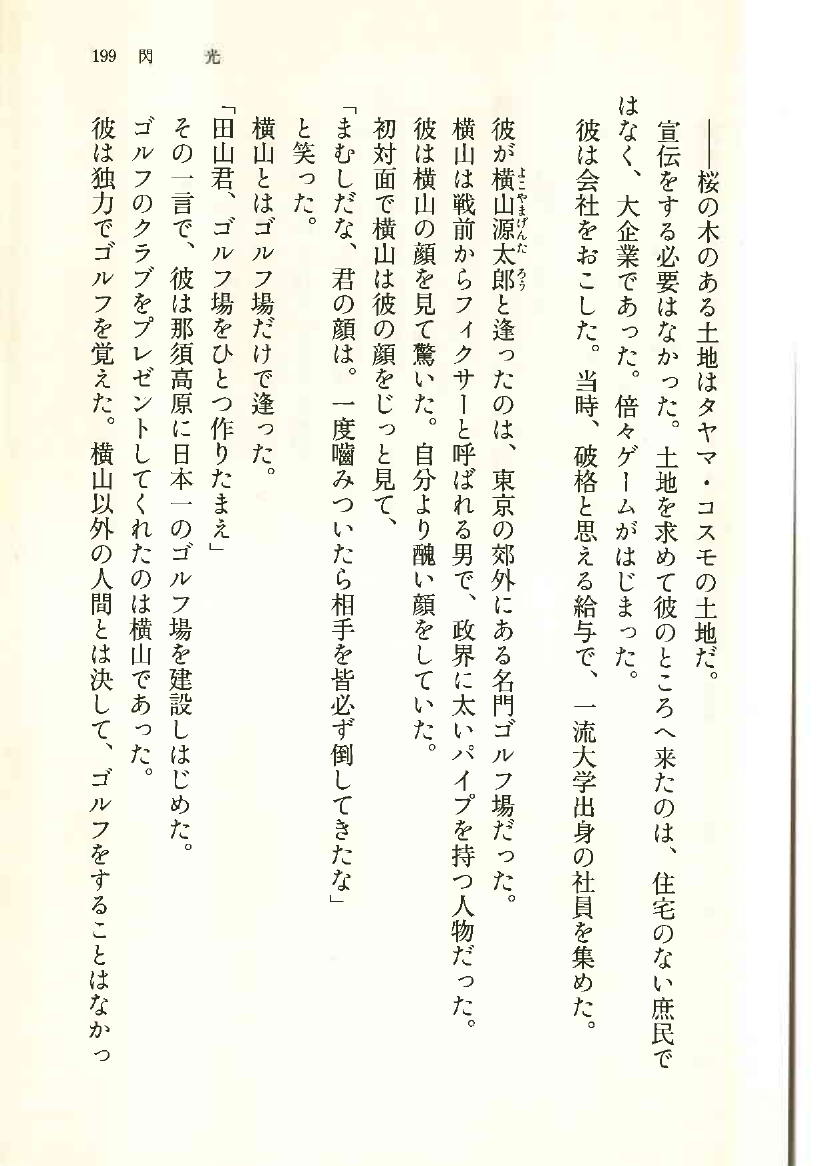 199 閃 光
――桜の木のある土地はタヤマ・コスモの土地だ。
宣伝をする必要はなかった。土地を求めて彼のところへ来たのは、住宅のない庶民で
はなく、大企業であった。倍々ゲームがはじまった。
彼は会社をおこした。当時、破格と思える給与で、一流大学出身の社員を集めた。
彼が横山源太郎と逢ったのは、東京の郊外にある名門ゴルフ場だった。
よこやまげんたろう
横山は戦前からフィクサーと呼ばれる男で、政界に太いパイプを持つ人物だった。
彼は横山の顔を見て驚いた。自分より醜い顔をしていた。
初対面で横山は彼の顔をじっと見て、
「まむしだな、君の顔は。一度嚙みついたら相手を皆必ず倒してきたな」
と笑った。
横山とはゴルフ場だけで逢った。
「田山君、ゴルフ場をひとつ作りたまえ」
その一言で、彼は那須高原に日本一のゴルフ場を建設しはじめた。
ゴルフのクラブをプレゼントしてくれたのは横山であった。
彼は独力でゴルフを覚えた。横山以外の人間とは決して、ゴルフをすることはなかっ